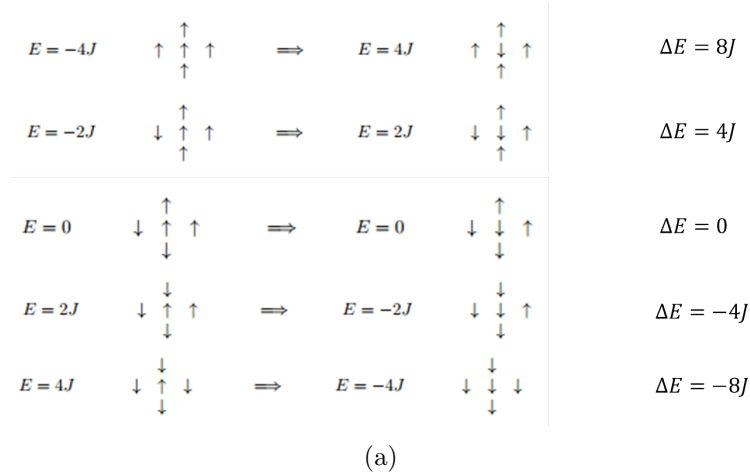 ↑
E = −4J ↑ ↑ ↑ ⟹ E = 4J ↑ ↓ ↑ ΔE = 8J
↑ ↑
↑ ↑
E = −2J ↓ ↑ ↑ ⟹ E = 2J ↓ ↓ ↑ ΔE = 4J
↑ ↑
↑ ↑
E = 0 ↓ ↑ ↑ ⟹ E = 0 ↓ ↓ ↑ ΔE = 0
↓ ↓
↓ ↓
E = 2J ↓ ↑ ↑ ⟹ E = −2J ↓ ↓ ↑ ΔE = −4J
↓ ↓
↓ ↓
E = 4J ↓ ↑ ↓ ⟹ E = −4J ↓ ↓ ↓ ΔE = −8J
↓ ↓
(a)